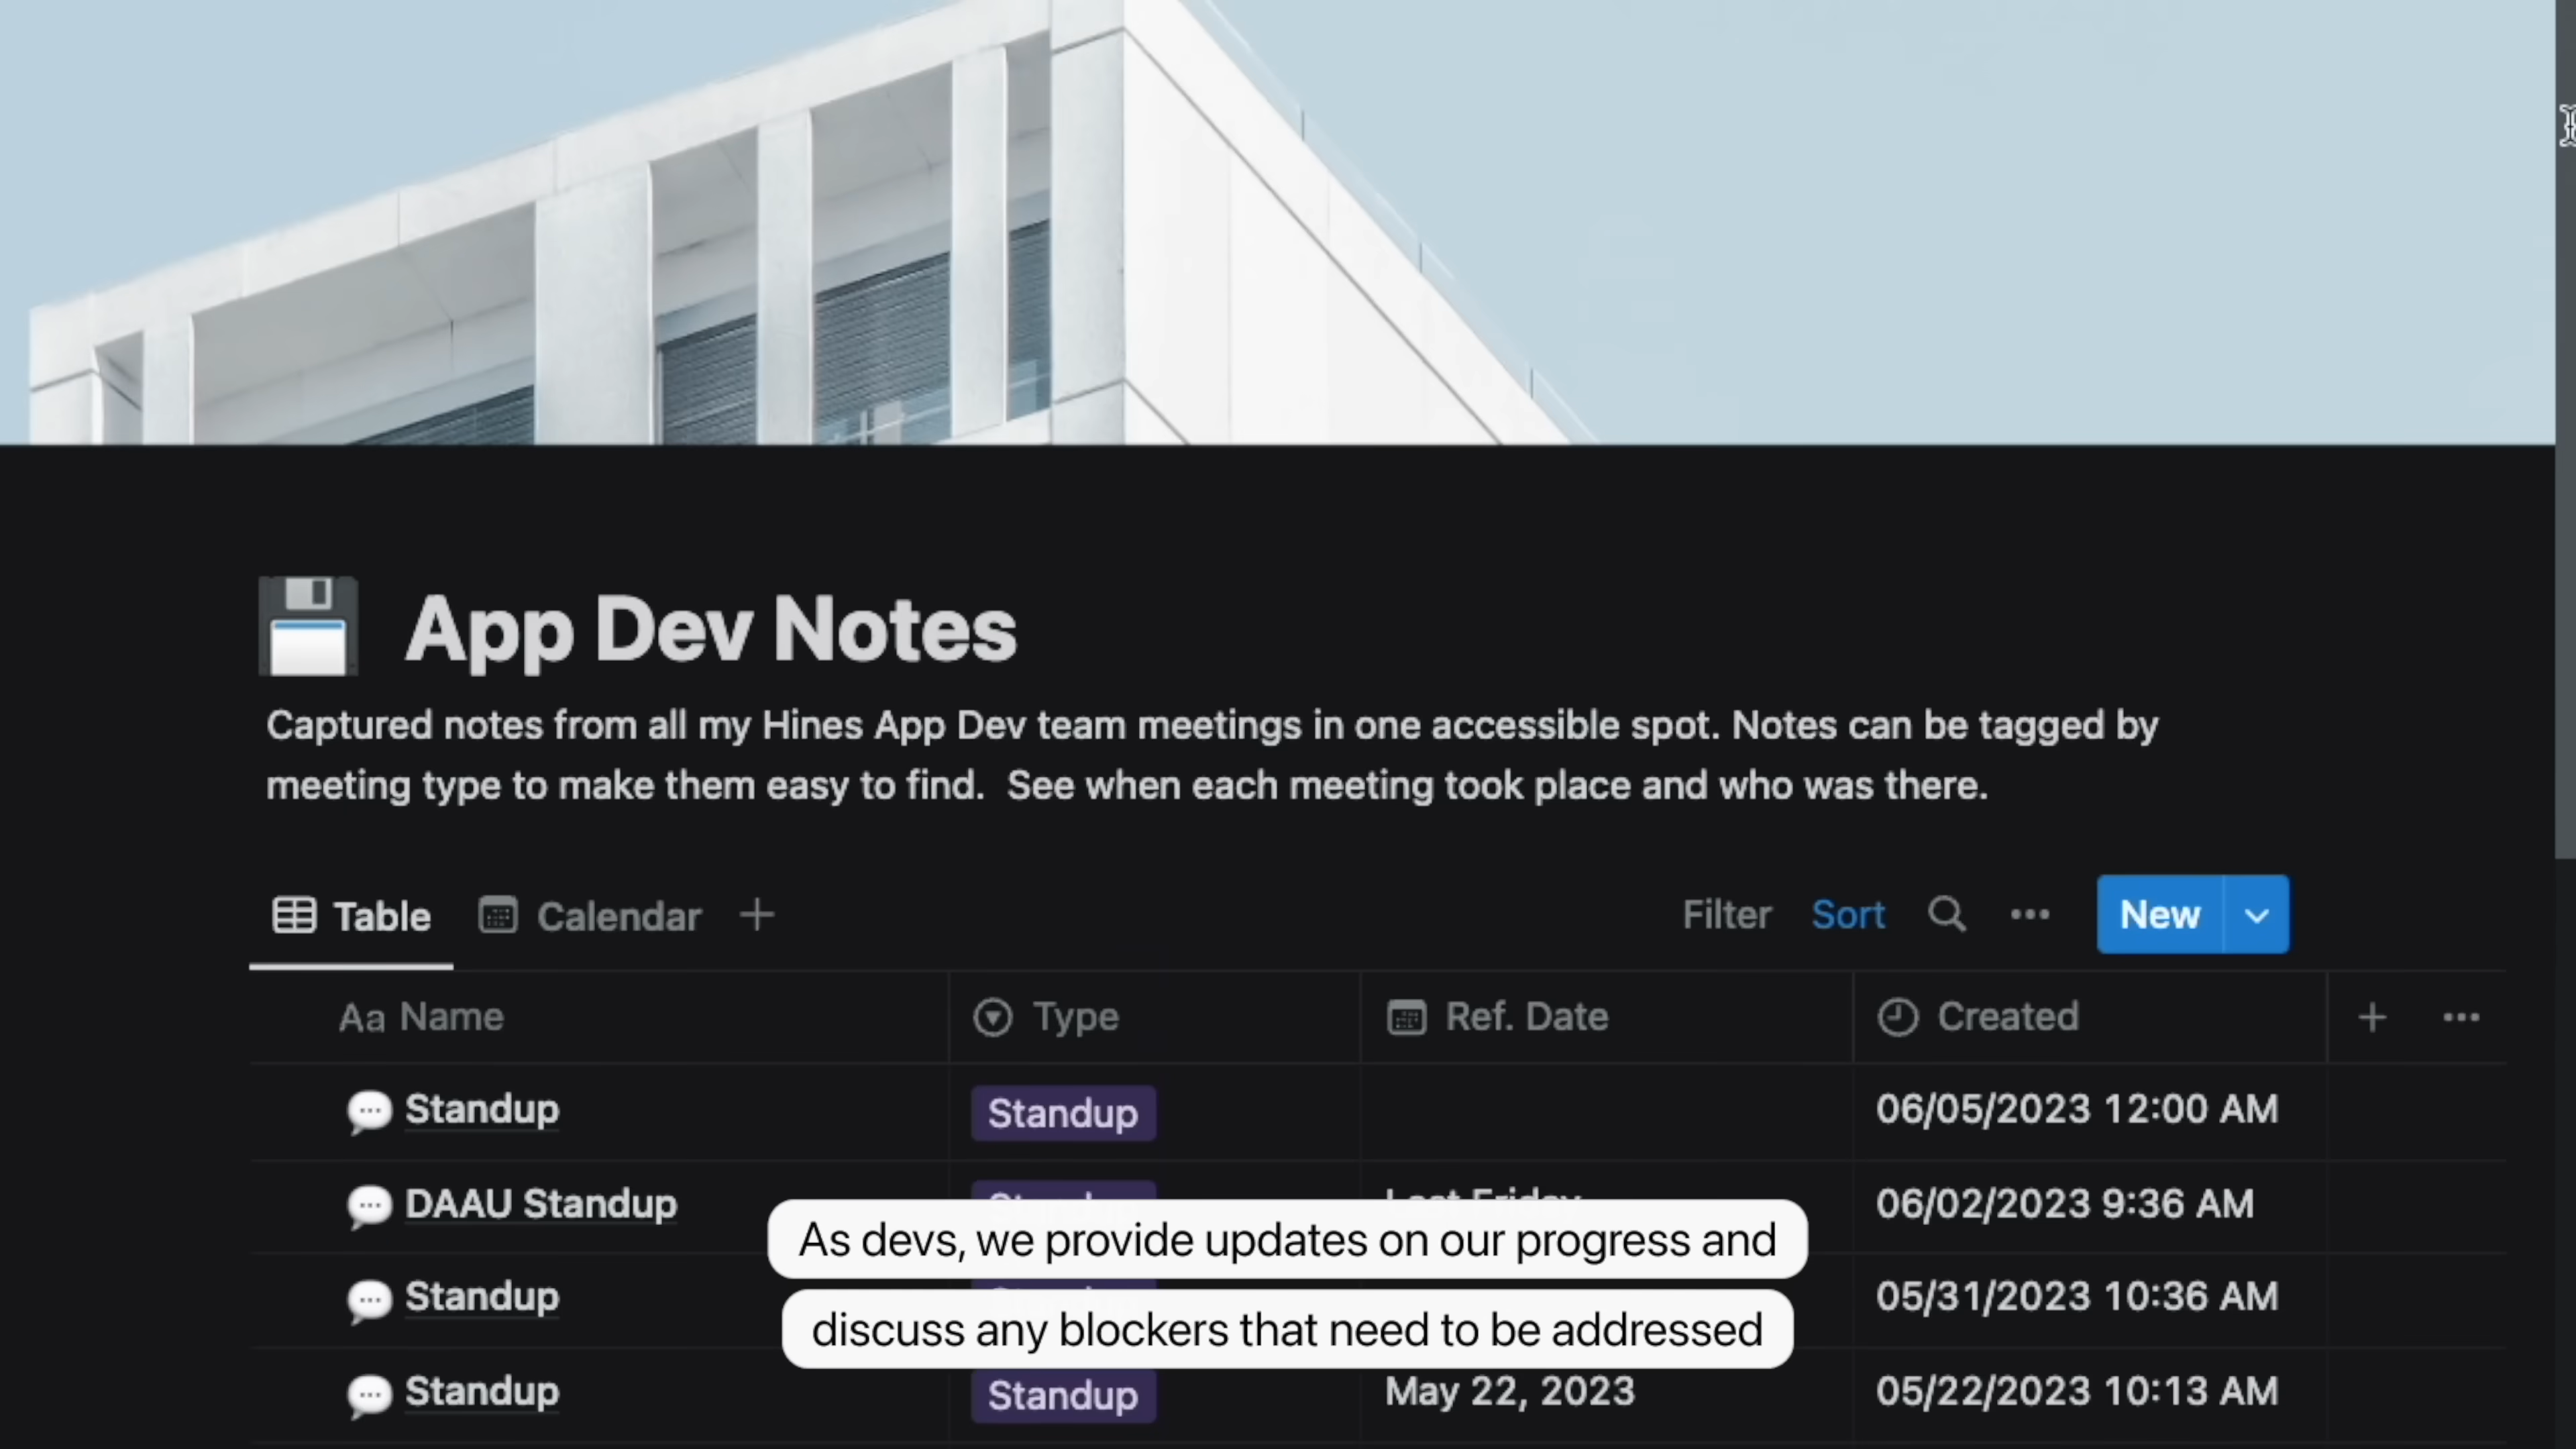 App Dev Notes
Captured notes from all my Hines App Dev team meetings in one accessible spot. Notes can be tagged by
meeting type to make them easy to find.  See when each meeting took place and who was there.
Table Calendar Filter Sort New
Aa Name Type Ref. Date Created
Standup Standup 06/05/2023 12:00 AM
DAAU Standup Last Friday 06/02/2023 9:36 AM
As devs, we provide updates on our progress and
Standup 05/31/2023 10:36 AM
discuss any blockers that need to be addressed
Standup Standup May 22, 2023 05/22/2023 10:13 AM